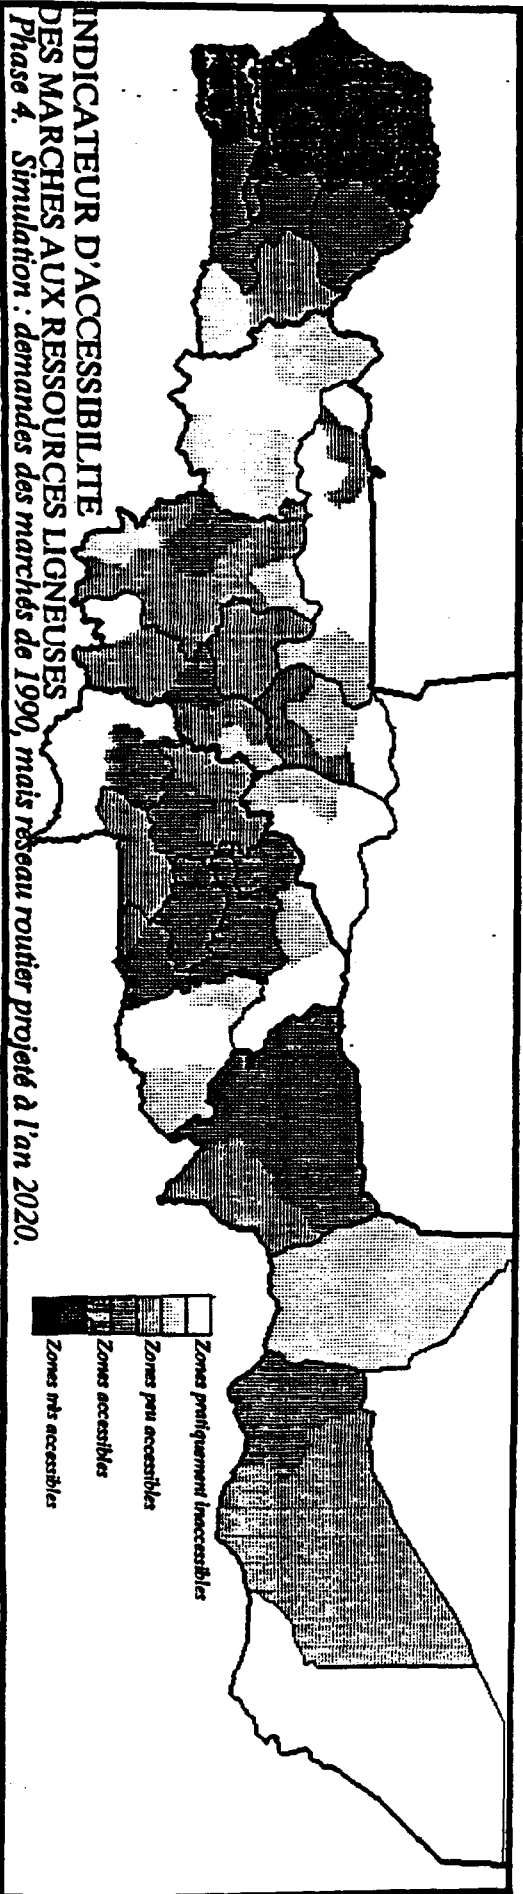 INDICATEUR D'ACCESSIBILITE
DES MARCHES AUX RESSOURCES LIGNEUSES
Phase 4. Simulation : demandes des marchés de 1990, mais réseau routier projeté à l'an 2020.
Zones pratiquement inaccessibles
Zones peu accessibles
Zones accessibles
Zones très accessibles